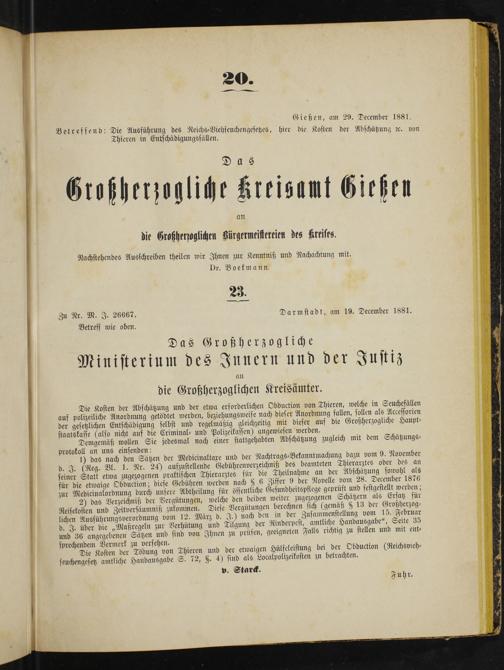 20.
Gießen, am 29. December 1881.
Betreffend: Die Ausführung des Reichs-Viehseuchengesetzes, hier die Kosten der Abschätzung ꝛc. von
Thieren in Entschädigungsfällen.
Das
Großherzogliche Kreisamt Gießen
an
die Großherzoglichen Bürgermeistereien des Kreises.
Nachstehendes Ausschreiben theilen wir Ihnen zur Kenntniß und Nachachtung mit.
Dr. Boekmann.
23.
Zu Nr. M. J. 26667. Darmstadt, am 19. December 1881.
Betreff wie oben.
Das Großherzogliche
Ministerium des Innern und der Justiz
an
die Großherzoglichen Kreisämter.
Die Kosten der Abschätzung und der etwa erforderlichen Obduction von Thieren, welche in Seuchefällen
auf polizeiliche Anordnung getödtet werden, beziehungsweise nach dieser Anordnung fallen, sollen als Accessorien
der gesetzlichen Entschädigung selbst und regelmäßig gleichzeitig mit dieser auf die Großherzogliche Haupt-
staatskasse (also nicht auf die Criminal- und Polizeikassen) angewiesen werden.
Demgemäß wollen Sie jedesmal nach einer stattgehabten Abschätzung zugleich mit dem Schätzungs-
protokoll an uns einsenden:
1) das nach den Sätzen der Medicinaltaxe und der Nachtrags-Bekanntmachung dazu vom 9. November
d. J. (Reg. Bl. 1. Nr. 24) aufzustellende Gebührenverzeichniß des beamteten Thierarztes oder des an
seiner Statt etwa zugezogenen praktischen Thierarztes für die Theilnahme an der Abschätzung sowohl als
für die etwaige Obduction; diese Gebühren werden nach § 6 Ziffer 9 der Novelle vom 28. December 1876
zur Medicinalordnung durch unsere Abtheilung für öffentliche Gesundheitspflege geprüft und festgestellt werden;
2) das Verzeichniß der Vergütungen, welche den beiden weiter zugezogenen Schätzern als Ersatz für
Reisekosten und Zeitversäumniß zukommen. Diese Vergütungen berechnen sich (gemäß § 13 der Großherzog-
lichen Ausführungsverordnung vom 12. März d. J.) nach den in der Zusammenstellung vom 15. Februar
d. J. über die „Maßregeln zur Verhütung und Tilgung der Rinderpest, amtliche Handausgabe“, Seite 35
und 36 angegebenen Sätzen und sind von Ihnen zu prüfen, geeigneten Falls richtig zu stellen und mit ent-
sprechendem Vermerk zu versehen.
Die Kosten der Tödung von Thieren und der etwaigen Hülfeleistung bei der Obduction (Reichsvieh-
seuchengesetz amtliche Handausgabe S. 72, §. 4) sind als Localpolizeikosten zu betrachten.
v. Starck.
Fuhr.